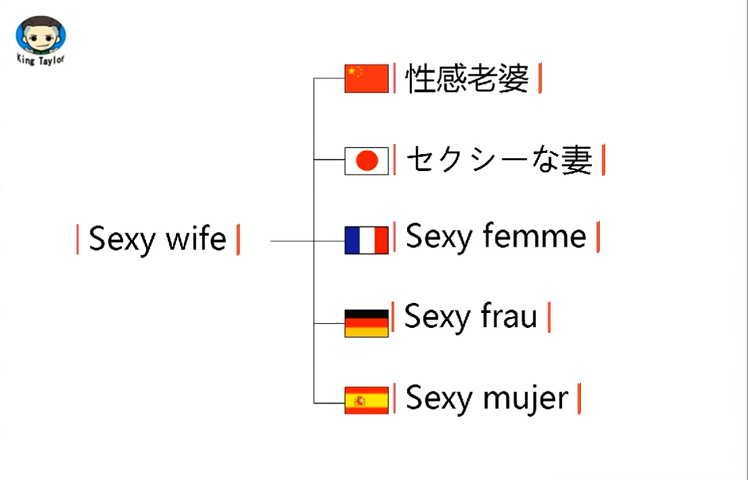 King Taylor
性感老婆
セクシーな妻
Sexy wife
Sexy femme
Sexy frau
Sexy mujer